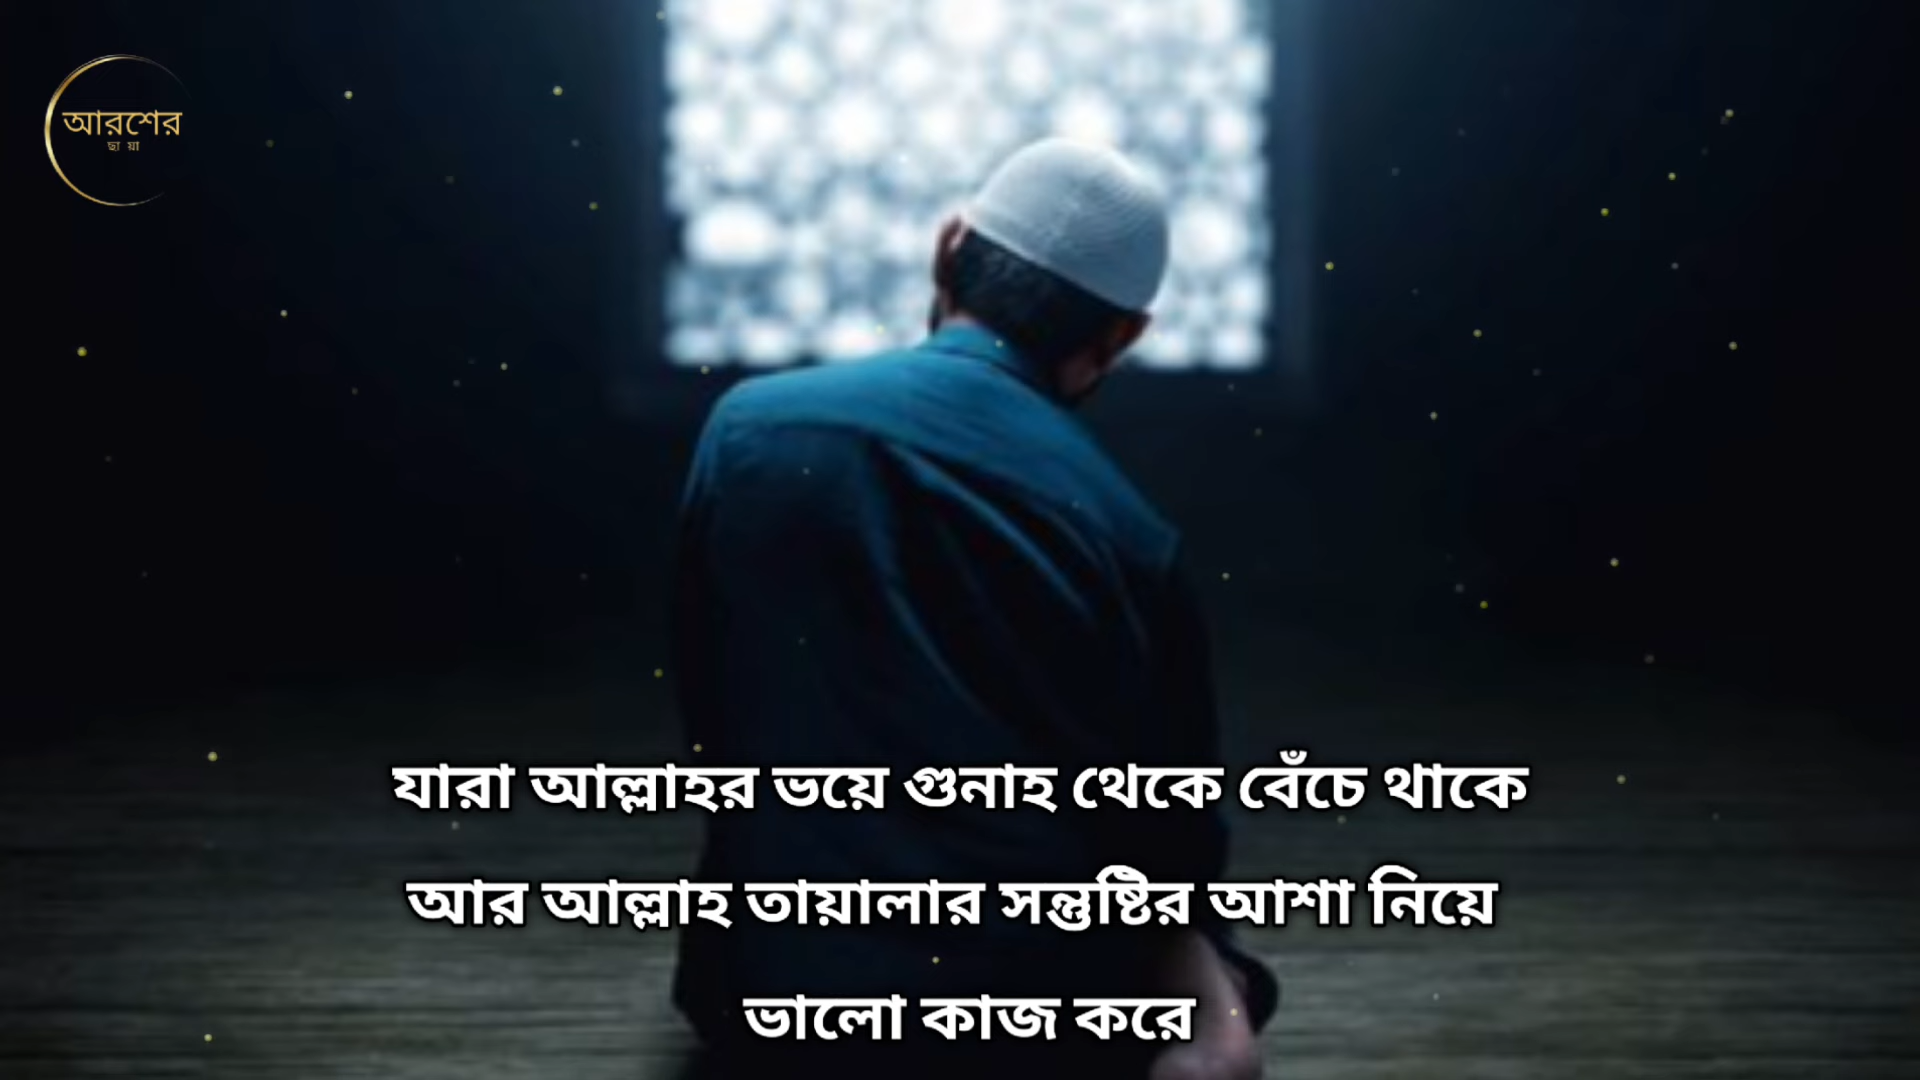 আরশের
ছা য়া
যারা আল্লাহর ভয়ে গুনাহ থেকে বেঁচে থাকে
আর আল্লাহ তায়ালার সন্তুষ্টির আশা নিয়ে
ভালো কাজ করে